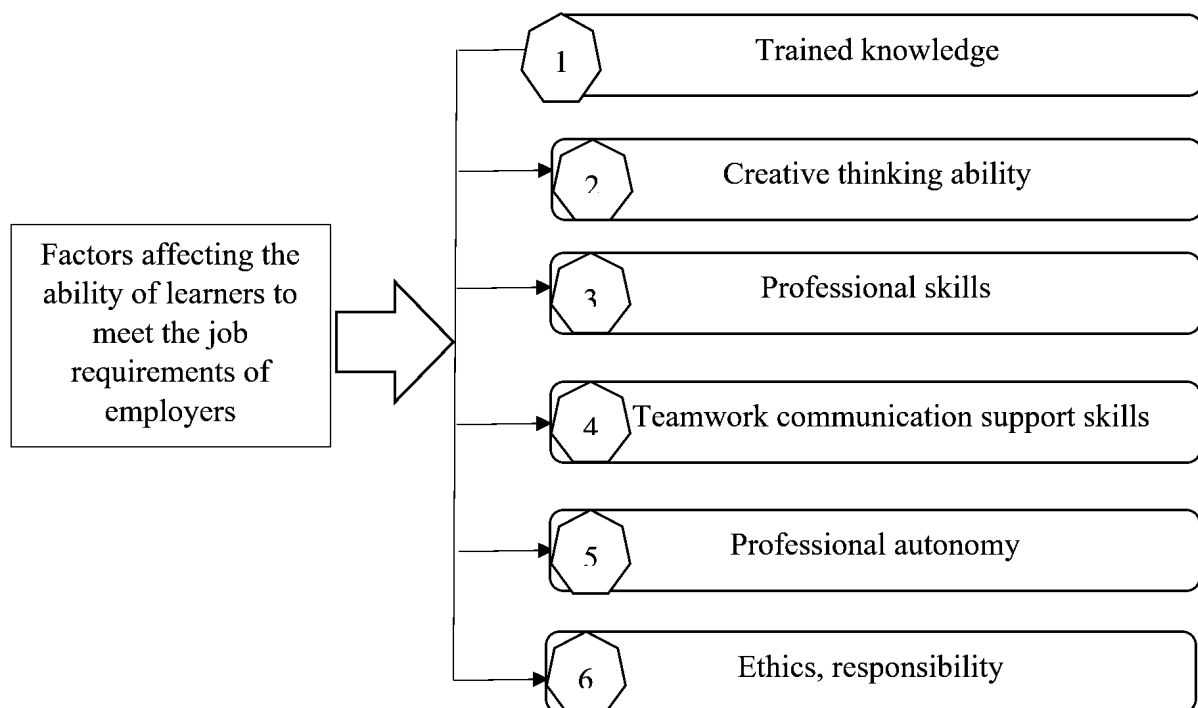 Factors affecting the
ability of learners to
meet the job
requirements of
employers
1
Trained knowledge
2
Creative thinking ability
3
Professional skills
4
Teamwork communication support skills
5
Professional autonomy
6
Ethics, responsibility